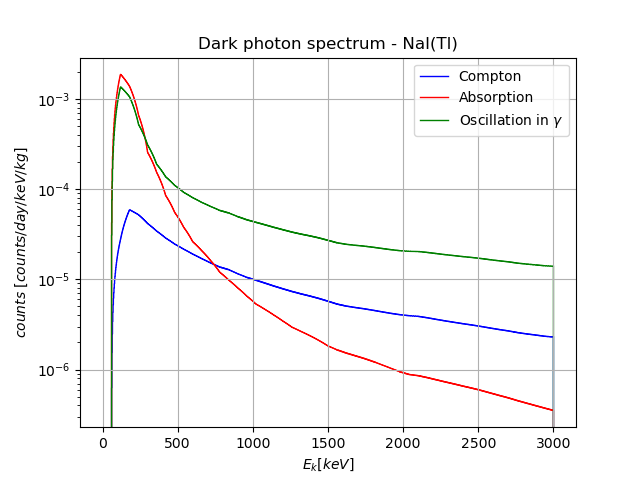 Dark photon spectrum - NaI(Tl)
Compton
Absorption
Oscillation in γ
10⁻³
10⁻⁴
10⁻⁵
10⁻⁶
counts [counts/day/keV/kg]
0 500 1000 1500 2000 2500 3000
Eₖ[keV]